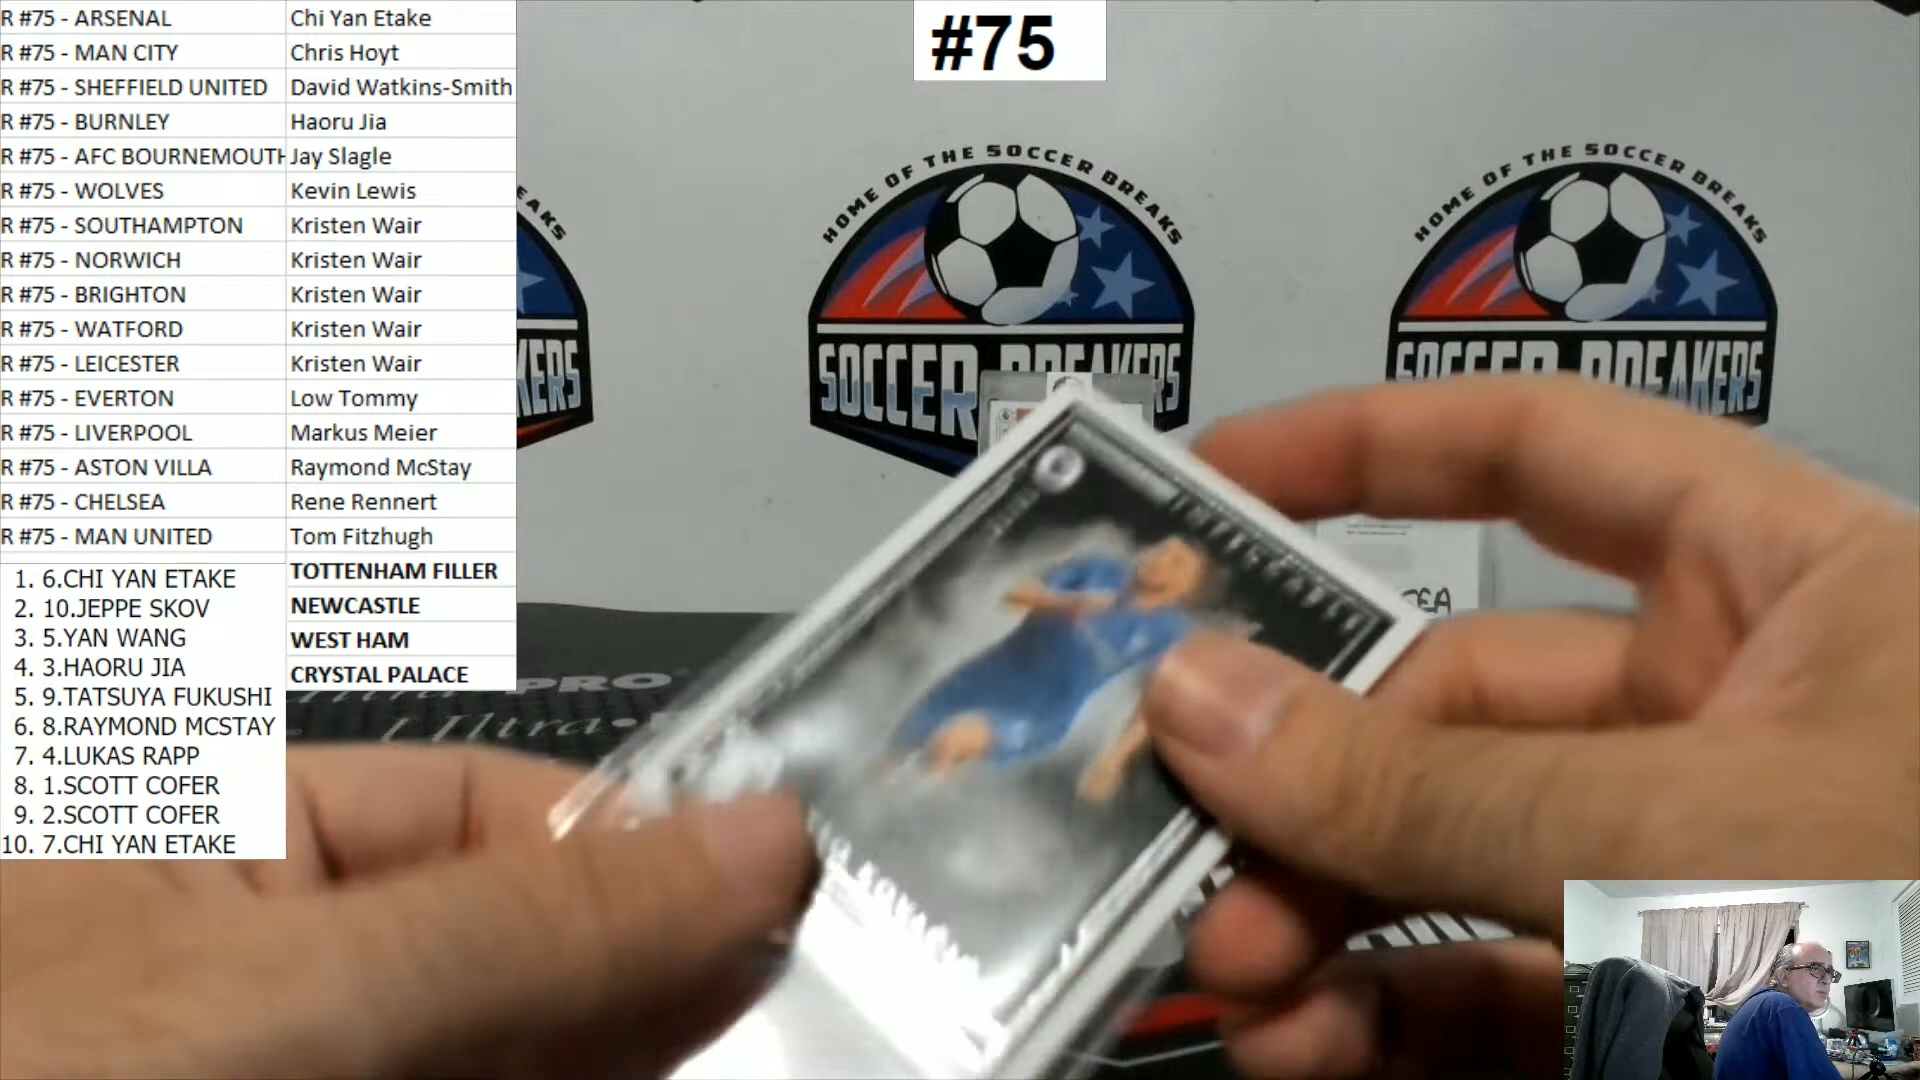 R #75 - ARSENAL Chi Yan Etake
R #75 - MAN CITY Chris Hoyt
R #75 - SHEFFIELD UNITED David Watkins-Smith
R #75 - BURNLEY Haoru Jia
R #75 - AFC BOURNEMOUTH Jay Slagle
R #75 - WOLVES Kevin Lewis
R #75 - SOUTHAMPTON Kristen Wair
R #75 - NORWICH Kristen Wair
R #75 - BRIGHTON Kristen Wair
R #75 - WATFORD Kristen Wair
R #75 - LEICESTER Kristen Wair
R #75 - EVERTON Low Tommy
R #75 - LIVERPOOL Markus Meier
R #75 - ASTON VILLA Raymond McStay
R #75 - CHELSEA Rene Rennert
R #75 - MAN UNITED Tom Fitzhugh
TOTTENHAM FILLER
NEWCASTLE
WEST HAM
CRYSTAL PALACE
1. 6.CHI YAN ETAKE
2. 10.JEPPE SKOV
3. 5.YAN WANG
4. 3.HAORU JIA
5. 9.TATSUYA FUKUSHI
6. 8.RAYMOND MCSTAY
7. 4.LUKAS RAPP
8. 1.SCOTT COFER
9. 2.SCOTT COFER
10. 7.CHI YAN ETAKE
#75
BREAKS
KERS
HOME OF THE SOCCER BREAKS
SOCCER BREAKERS
HOME OF THE SOCCER BREAKS
SOCCER BREAKERS
PRO
Ultra